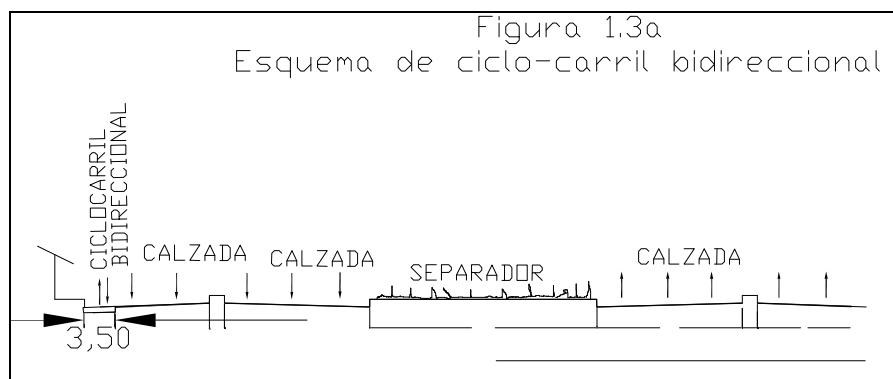 Figura 1.3a
Esquema de ciclo-carril bidireccional
CICLOCARRIL
BIDIRECCIONAL
CALZADA
CALZADA
SEPARADOR
CALZADA
3,50